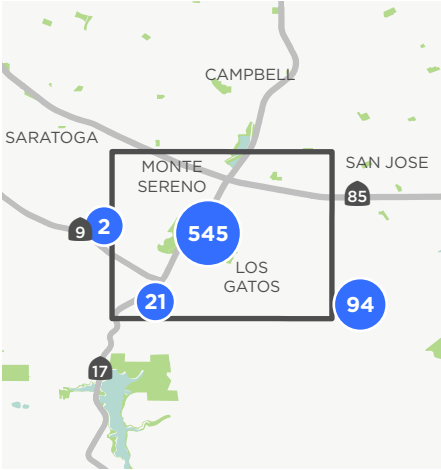 CAMPBELL
SARATOGA
MONTE
SERENO
SAN JOSE
85
9
2
545
LOS
GATOS
21
94
17